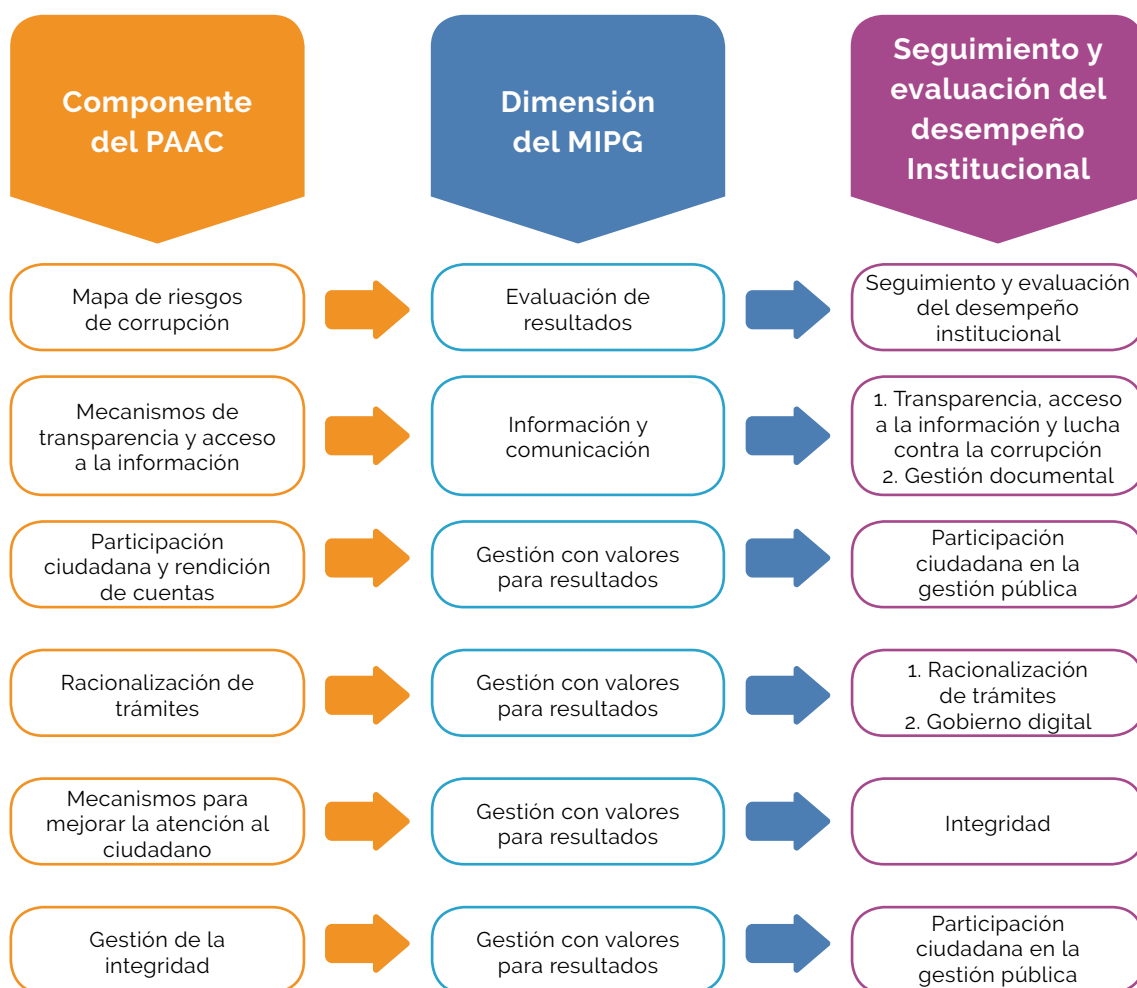 Componente
del PAAC
Dimensión
del MIPG
Seguimiento y
evaluación del
desempeño
Institucional
Mapa de riesgos
de corrupción
Evaluación de
resultados
Seguimiento y evaluación
del desempeño
institucional
Mecanismos de
transparencia y acceso
a la información
Información y
comunicación
1. Transparencia, acceso
a la información y lucha
contra la corrupción
2. Gestión documental
Participación
ciudadana y rendición
de cuentas
Gestión con valores
para resultados
Participación
ciudadana en la
gestión pública
Racionalización de
trámites
Gestión con valores
para resultados
1. Racionalización
de trámites
2. Gobierno digital
Mecanismos para
mejorar la atención al
ciudadano
Gestión con valores
para resultados
Integridad
Gestión de la
integridad
Gestión con valores
para resultados
Participación
ciudadana en la
gestión pública